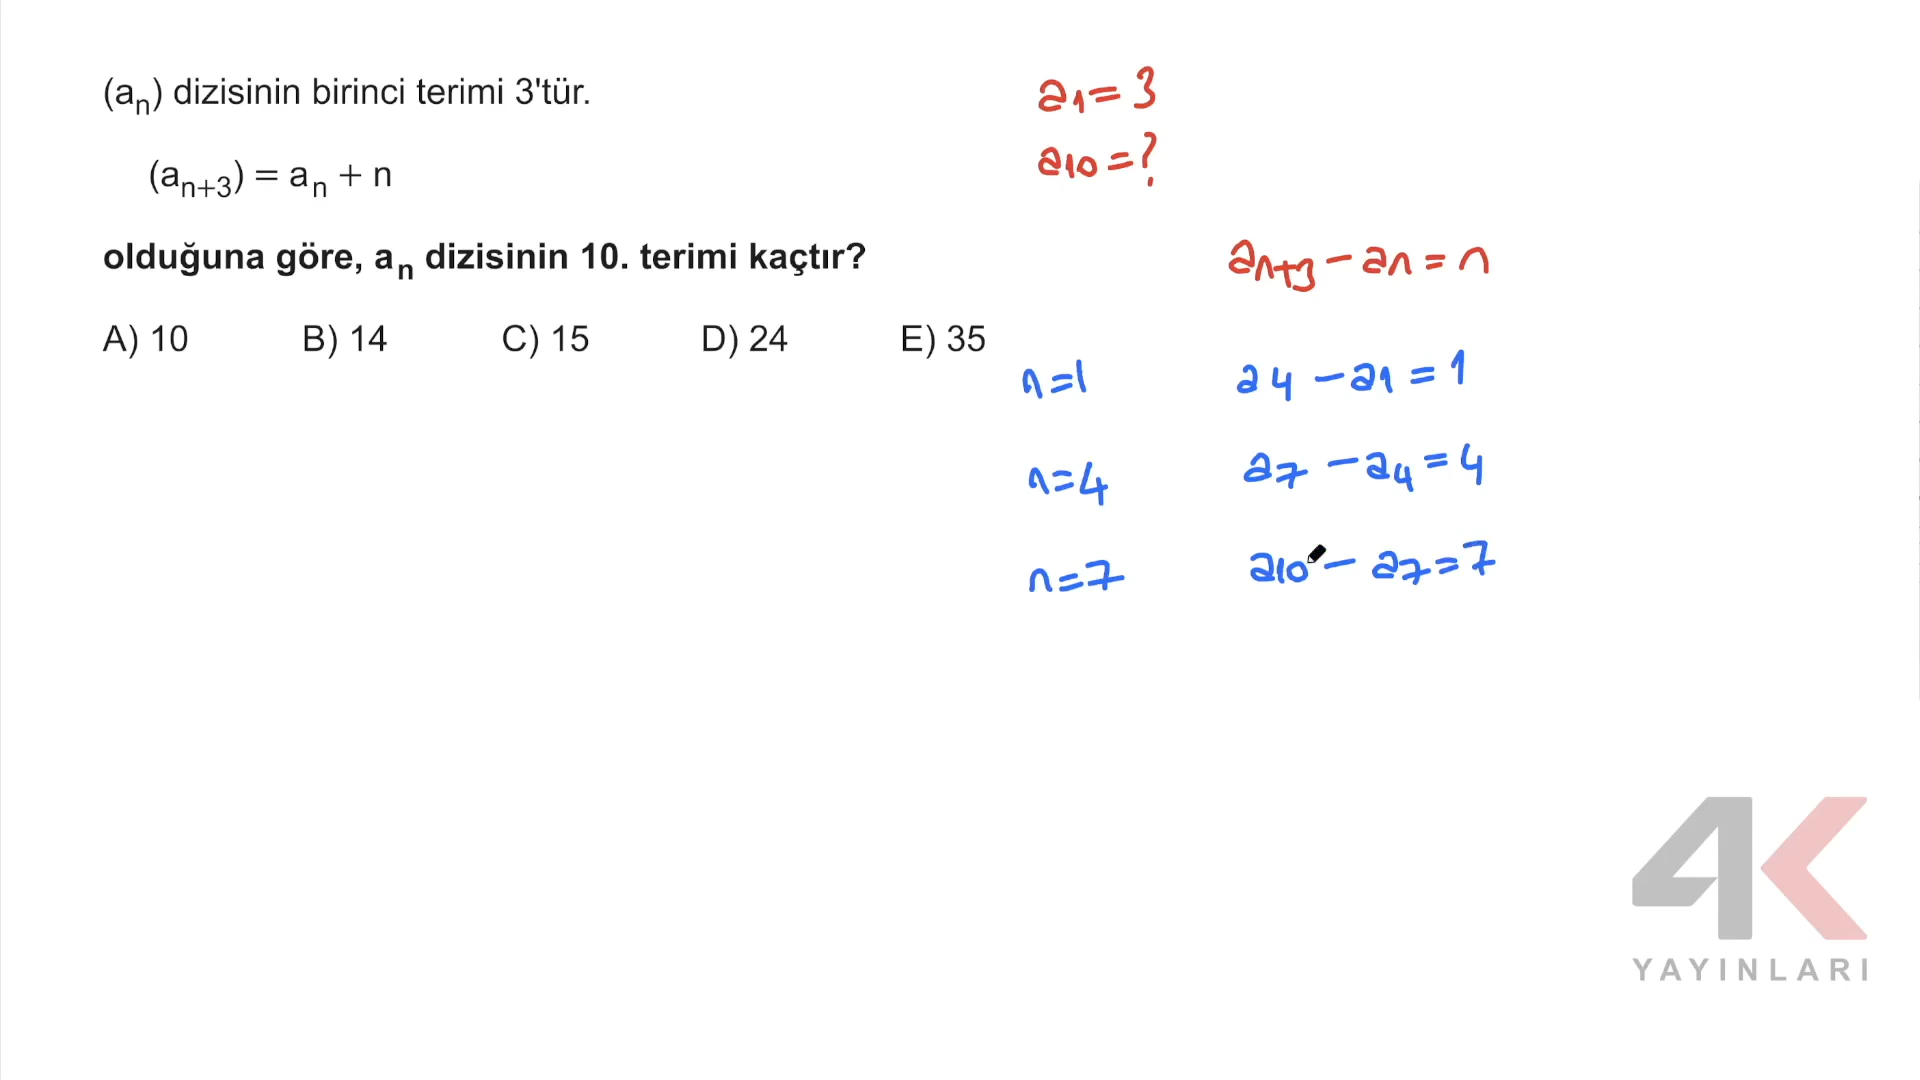 (aₙ) dizisinin birinci terimi 3'tür.
(aₙ₊₃) = aₙ + n
olduğuna göre, aₙ dizisinin 10. terimi kaçtır?
A) 10 B) 14 C) 15 D) 24 E) 35
a₁ = 3
a₁₀ = ?
aₙ₊₃ − aₙ = n
n=1 a₄ − a₁ = 1
n=4 a₇ − a₄ = 4
n=7 a₁₀ − a₇ = 7
4K
YAYINLARI